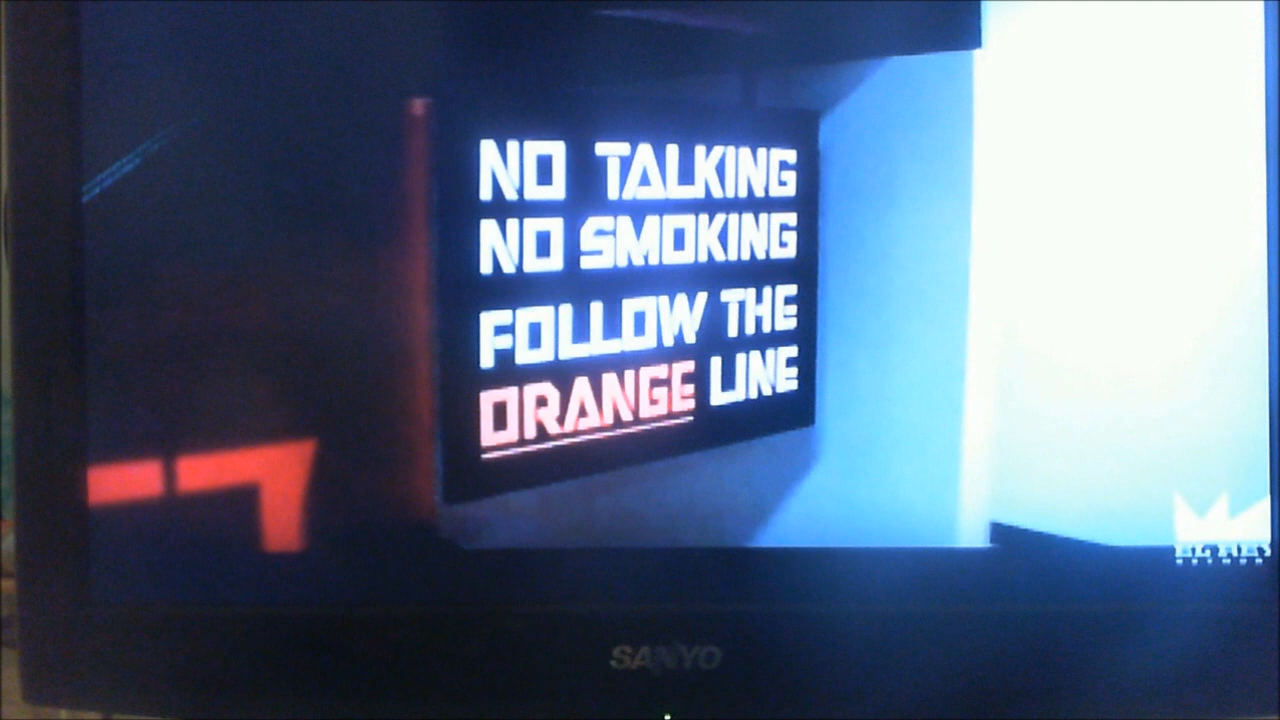 NO TALKING
NO SMOKING
FOLLOW THE
ORANGE LINE
SANYO